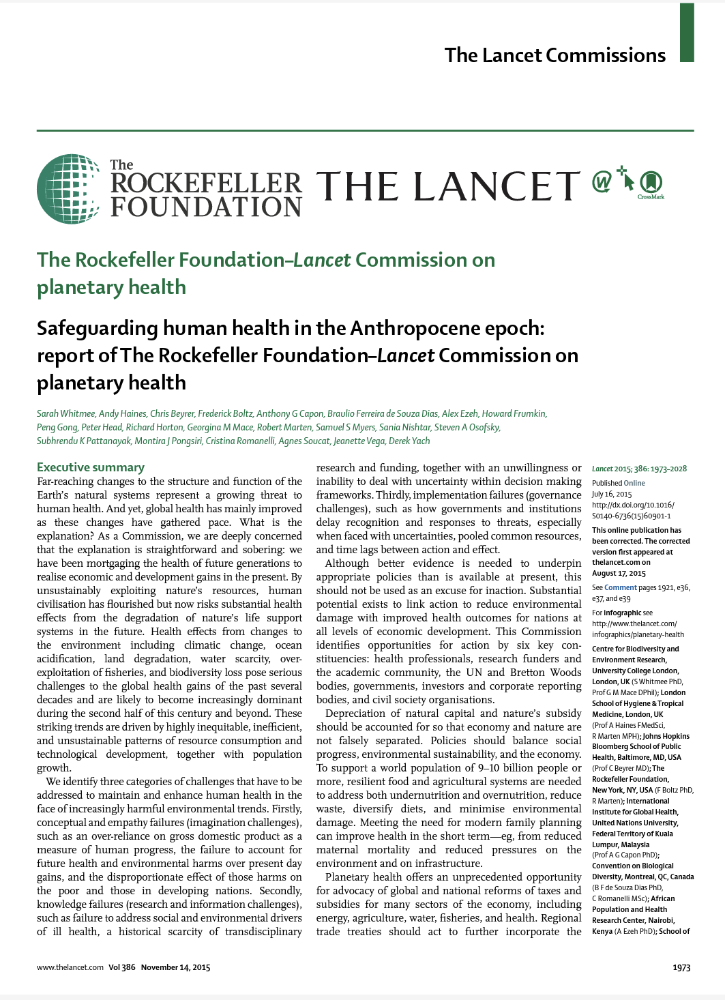 The Lancet Commissions
The
ROCKEFELLER
FOUNDATION
THE LANCET
W
CrossMark
The Rockefeller Foundation–Lancet Commission on
planetary health
Safeguarding human health in the Anthropocene epoch:
report of The Rockefeller Foundation–Lancet Commission on
planetary health
Sarah Whitmee, Andy Haines, Chris Beyrer, Frederick Boltz, Anthony G Capon, Braulio Ferreira de Souza Dias, Alex Ezeh, Howard Frumkin,
Peng Gong, Peter Head, Richard Horton, Georgina M Mace, Robert Marten, Samuel S Myers, Sania Nishtar, Steven A Osofsky,
Subhrendu K Pattanayak, Montira J Pongsiri, Cristina Romanelli, Agnes Soucat, Jeanette Vega, Derek Yach
Executive summary
Far-reaching changes to the structure and function of the
Earth’s natural systems represent a growing threat to
human health. And yet, global health has mainly improved
as these changes have gathered pace. What is the
explanation? As a Commission, we are deeply concerned
that the explanation is straightforward and sobering: we
have been mortgaging the health of future generations to
realise economic and development gains in the present. By
unsustainably exploiting nature’s resources, human
civilisation has flourished but now risks substantial health
effects from the degradation of nature’s life support
systems in the future. Health effects from changes to
the environment including climatic change, ocean
acidification, land degradation, water scarcity, over-
exploitation of fisheries, and biodiversity loss pose serious
challenges to the global health gains of the past several
decades and are likely to become increasingly dominant
during the second half of this century and beyond. These
striking trends are driven by highly inequitable, inefficient,
and unsustainable patterns of resource consumption and
technological development, together with population
growth.
We identify three categories of challenges that have to be
addressed to maintain and enhance human health in the
face of increasingly harmful environmental trends. Firstly,
conceptual and empathy failures (imagination challenges),
such as an over-reliance on gross domestic product as a
measure of human progress, the failure to account for
future health and environmental harms over present day
gains, and the disproportionate effect of those harms on
the poor and those in developing nations. Secondly,
knowledge failures (research and information challenges),
such as failure to address social and environmental drivers
of ill health, a historical scarcity of transdisciplinary
research and funding, together with an unwillingness or
inability to deal with uncertainty within decision making
frameworks. Thirdly, implementation failures (governance
challenges), such as how governments and institutions
delay recognition and responses to threats, especially
when faced with uncertainties, pooled common resources,
and time lags between action and effect.
Although better evidence is needed to underpin
appropriate policies than is available at present, this
should not be used as an excuse for inaction. Substantial
potential exists to link action to reduce environmental
damage with improved health outcomes for nations at
all levels of economic development. This Commission
identifies opportunities for action by six key con-
stituencies: health professionals, research funders and
the academic community, the UN and Bretton Woods
bodies, governments, investors and corporate reporting
bodies, and civil society organisations.
Depreciation of natural capital and nature’s subsidy
should be accounted for so that economy and nature are
not falsely separated. Policies should balance social
progress, environmental sustainability, and the economy.
To support a world population of 9–10 billion people or
more, resilient food and agricultural systems are needed
to address both undernutrition and overnutrition, reduce
waste, diversify diets, and minimise environmental
damage. Meeting the need for modern family planning
can improve health in the short term—eg, from reduced
maternal mortality and reduced pressures on the
environment and on infrastructure.
Planetary health offers an unprecedented opportunity
for advocacy of global and national reforms of taxes and
subsidies for many sectors of the economy, including
energy, agriculture, water, fisheries, and health. Regional
trade treaties should act to further incorporate the
Lancet 2015; 386: 1973–2028
Published Online
July 16, 2015
http://dx.doi.org/10.1016/
S0140-6736(15)60901-1
This online publication has
been corrected. The corrected
version first appeared at
thelancet.com on
August 17, 2015
See Comment pages 1921, e36,
e37, and e39
For infographic see
http://www.thelancet.com/
infographics/planetary-health
Centre for Biodiversity and
Environment Research,
University College London,
London, UK (S Whitmee PhD,
Prof G M Mace DPhil); London
School of Hygiene & Tropical
Medicine, London, UK
(Prof A Haines FMedSci,
R Marten MPH); Johns Hopkins
Bloomberg School of Public
Health, Baltimore, MD, USA
(Prof C Beyrer MD); The
Rockefeller Foundation,
New York, NY, USA (F Boltz PhD,
R Marten); International
Institute for Global Health,
United Nations University,
Federal Territory of Kuala
Lumpur, Malaysia
(Prof A G Capon PhD);
Convention on Biological
Diversity, Montreal, QC, Canada
(B F de Souza Dias PhD,
C Romanelli MSc); African
Population and Health
Research Center, Nairobi,
Kenya (A Ezeh PhD); School of
www.thelancet.com Vol 386 November 14, 2015
1973